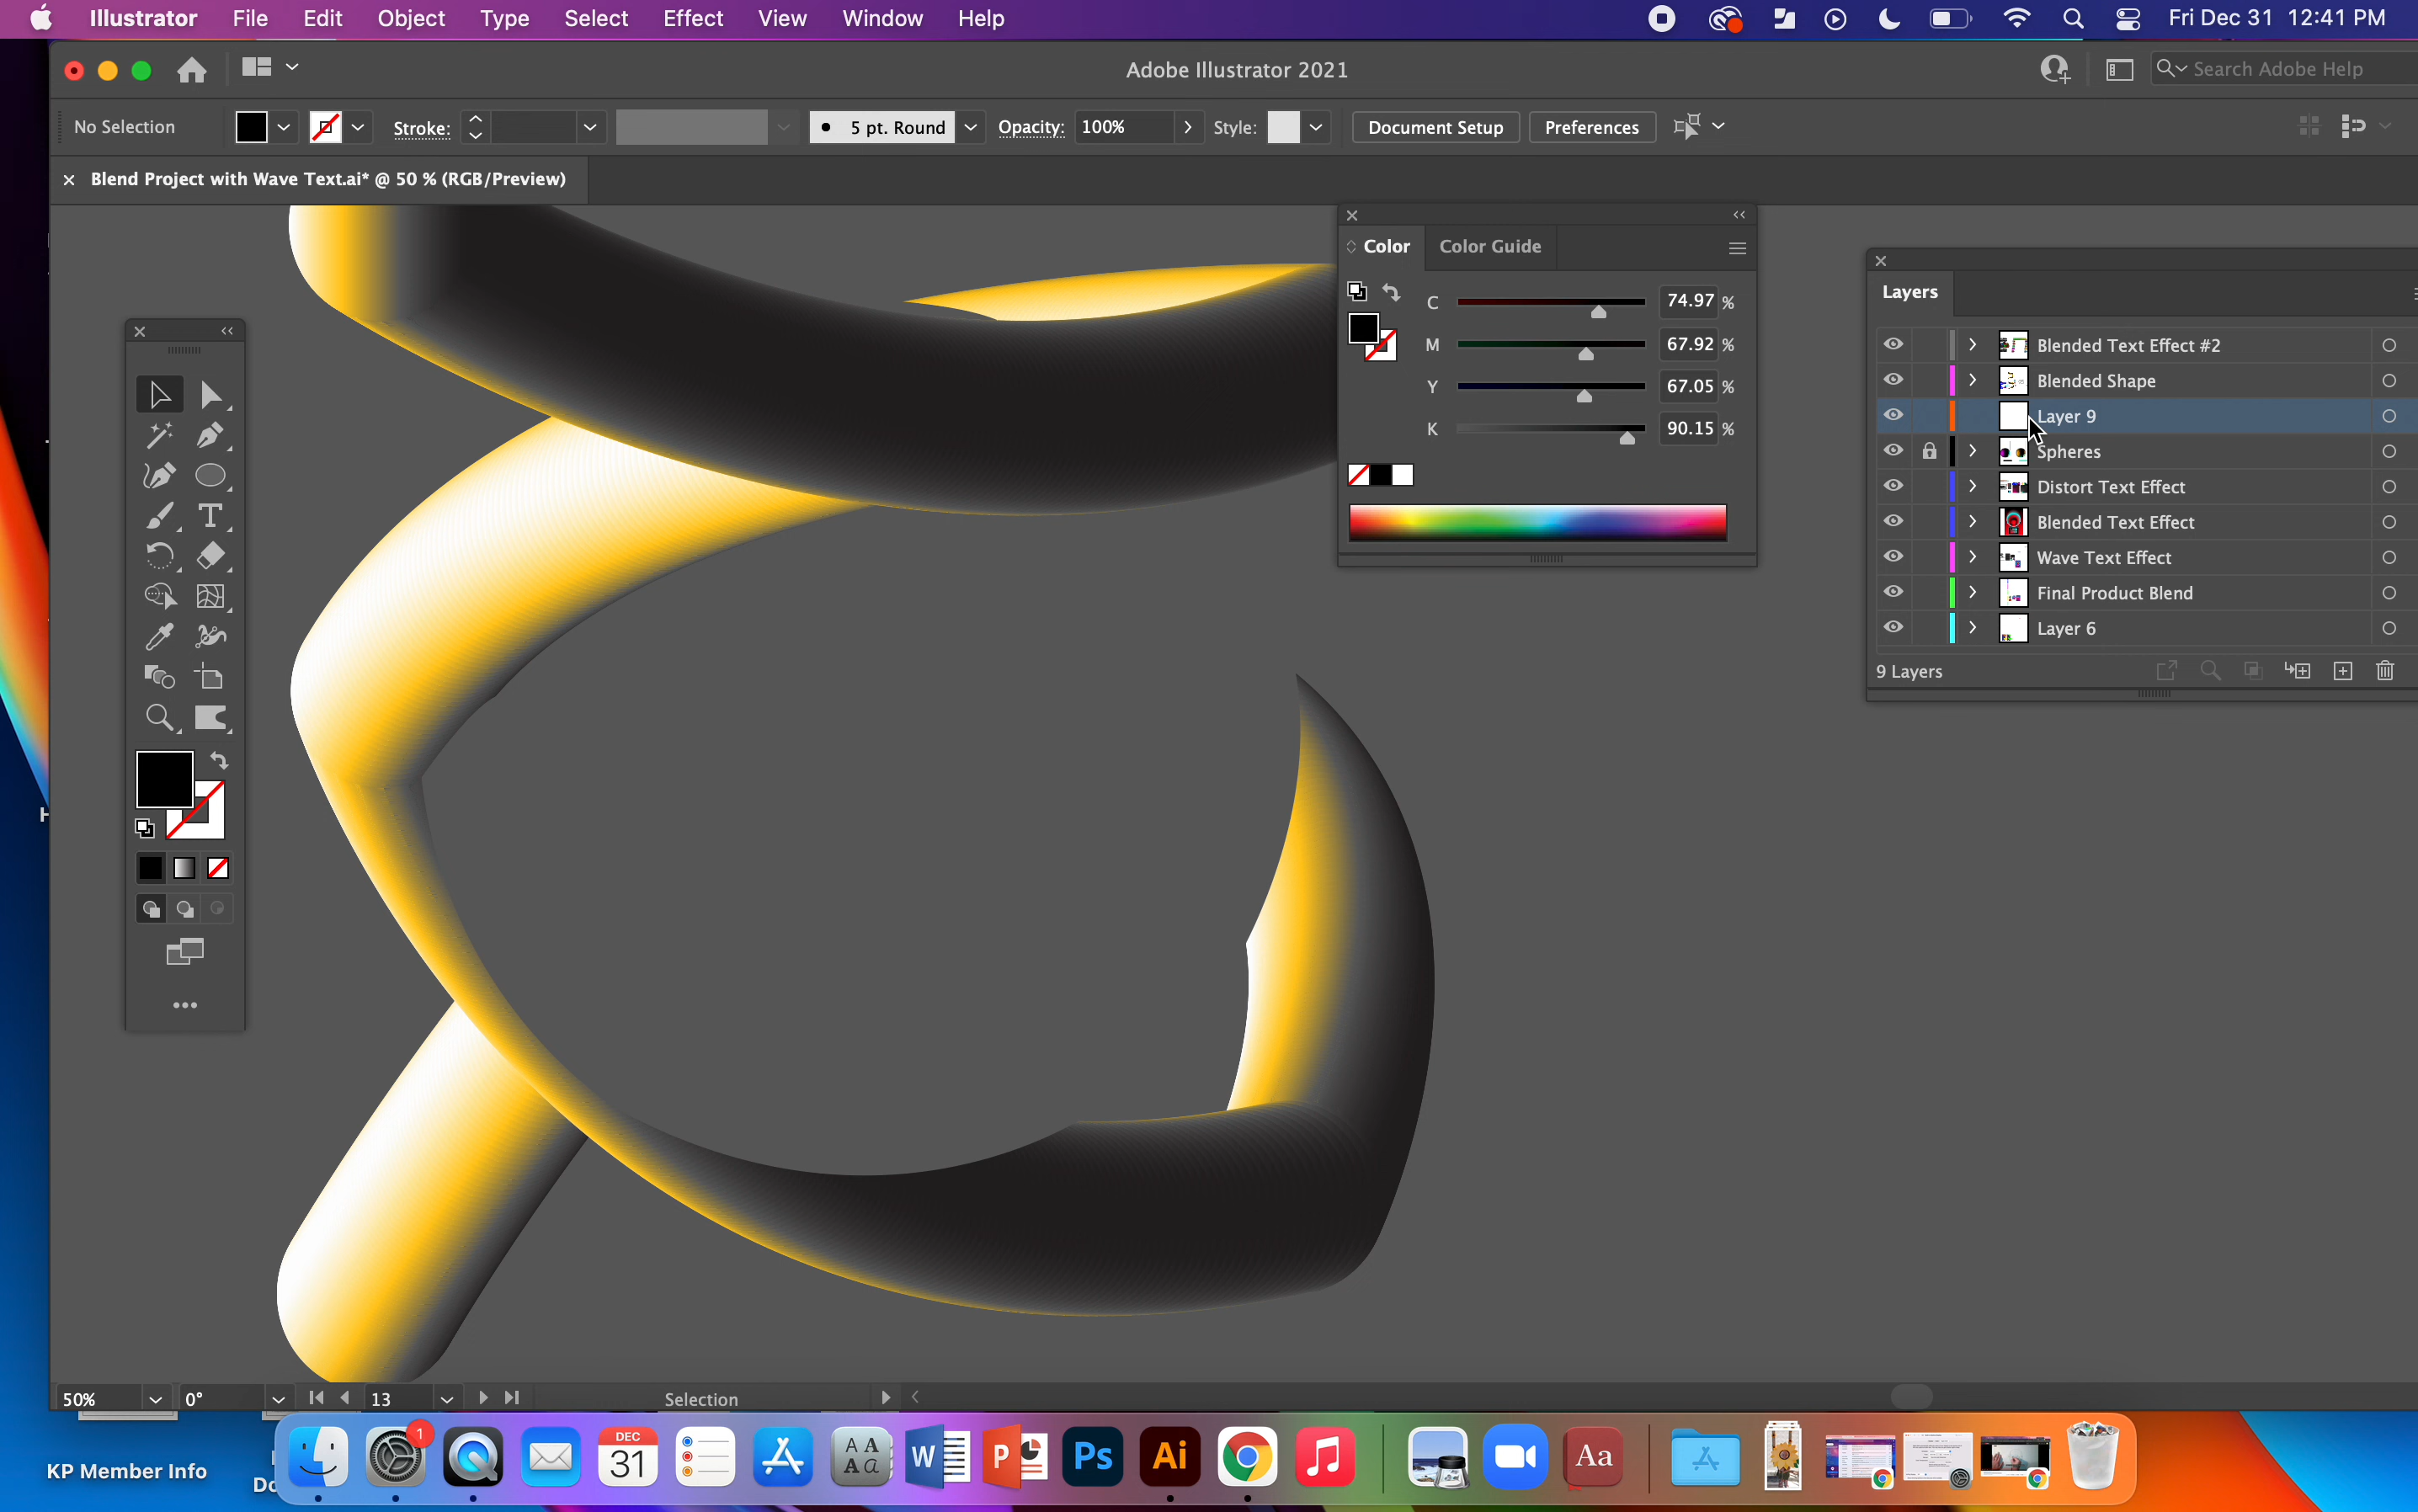 Illustrator File Edit Object Type Select Effect View Window Help Fri Dec 31 12:41 PM
Adobe Illustrator 2021
Search Adobe Help
No Selection Stroke: 5 pt. Round Opacity: 100% Style: Document Setup Preferences
Blend Project with Wave Text.ai* @ 50 % (RGB/Preview)
Color Color Guide
C 74.97 %
M 67.92 %
Y 67.05 %
K 90.15 %
Layers
Blended Text Effect #2
Blended Shape
Layer 9
Spheres
Distort Text Effect
Blended Text Effect
Wave Text Effect
Final Product Blend
Layer 6
9 Layers
T
H
50% 0° 13 Selection
1
DEC
31
A A
A a
W
P
Ps
Ai
Aa
KP Member Info